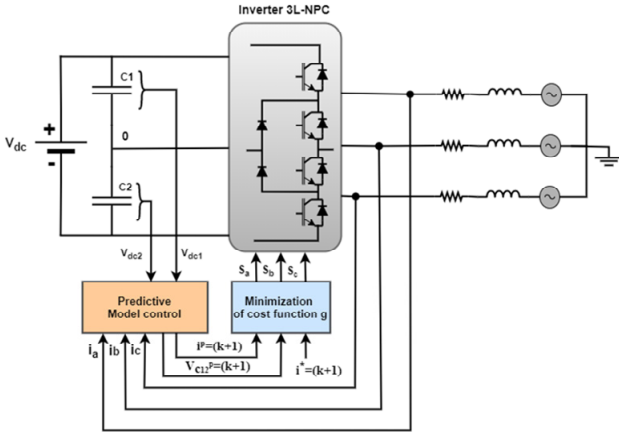 Inverter 3L-NPC
C1
+
V_dc
0
-
C2
V_dc2
V_dc1
S_a
S_b
S_c
Predictive
Model control
Minimization
of cost function g
i_a
i_b
i_c
i^p=(k+1)
V_C12^p=(k+1)
i^*=(k+1)